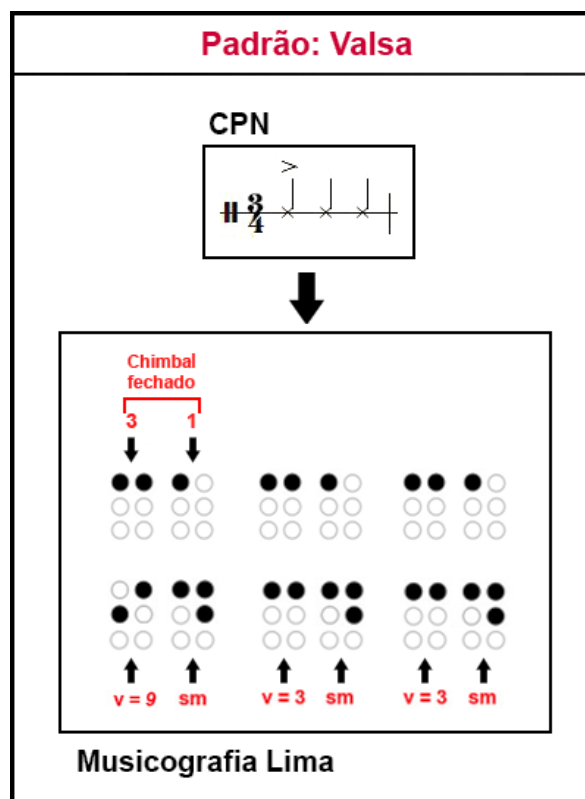 Padrão: Valsa
CPN
3
4
Chimbal
fechado
3 1
v = 9 sm v = 3 sm v = 3 sm
Musicografia Lima